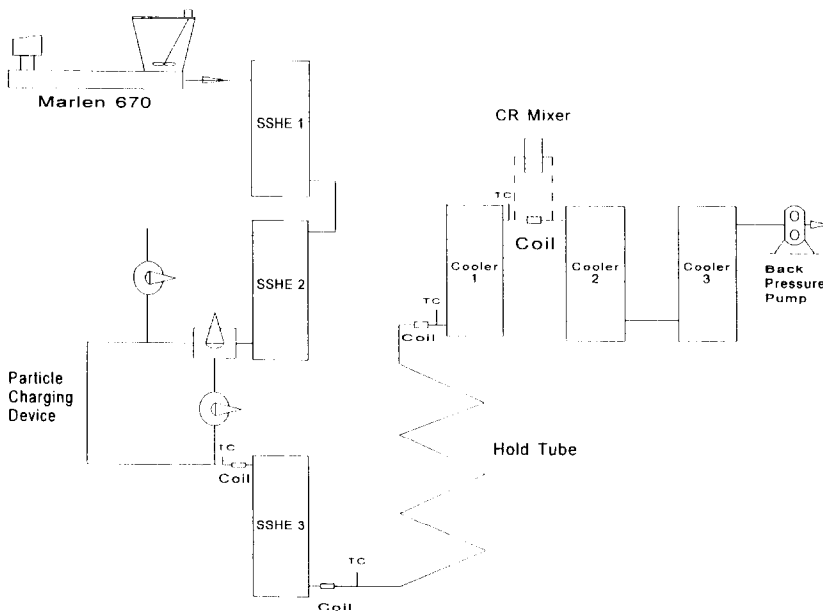 Marlen 670
SSHE 1
CR Mixer
TC
Coil
SSHE 2
Cooler
1
Cooler
2
Cooler
3
Back
Pressure
Pump
TC
Coil
Particle
Charging
Device
TC
Coil
Hold Tube
SSHE 3
TC
Coil